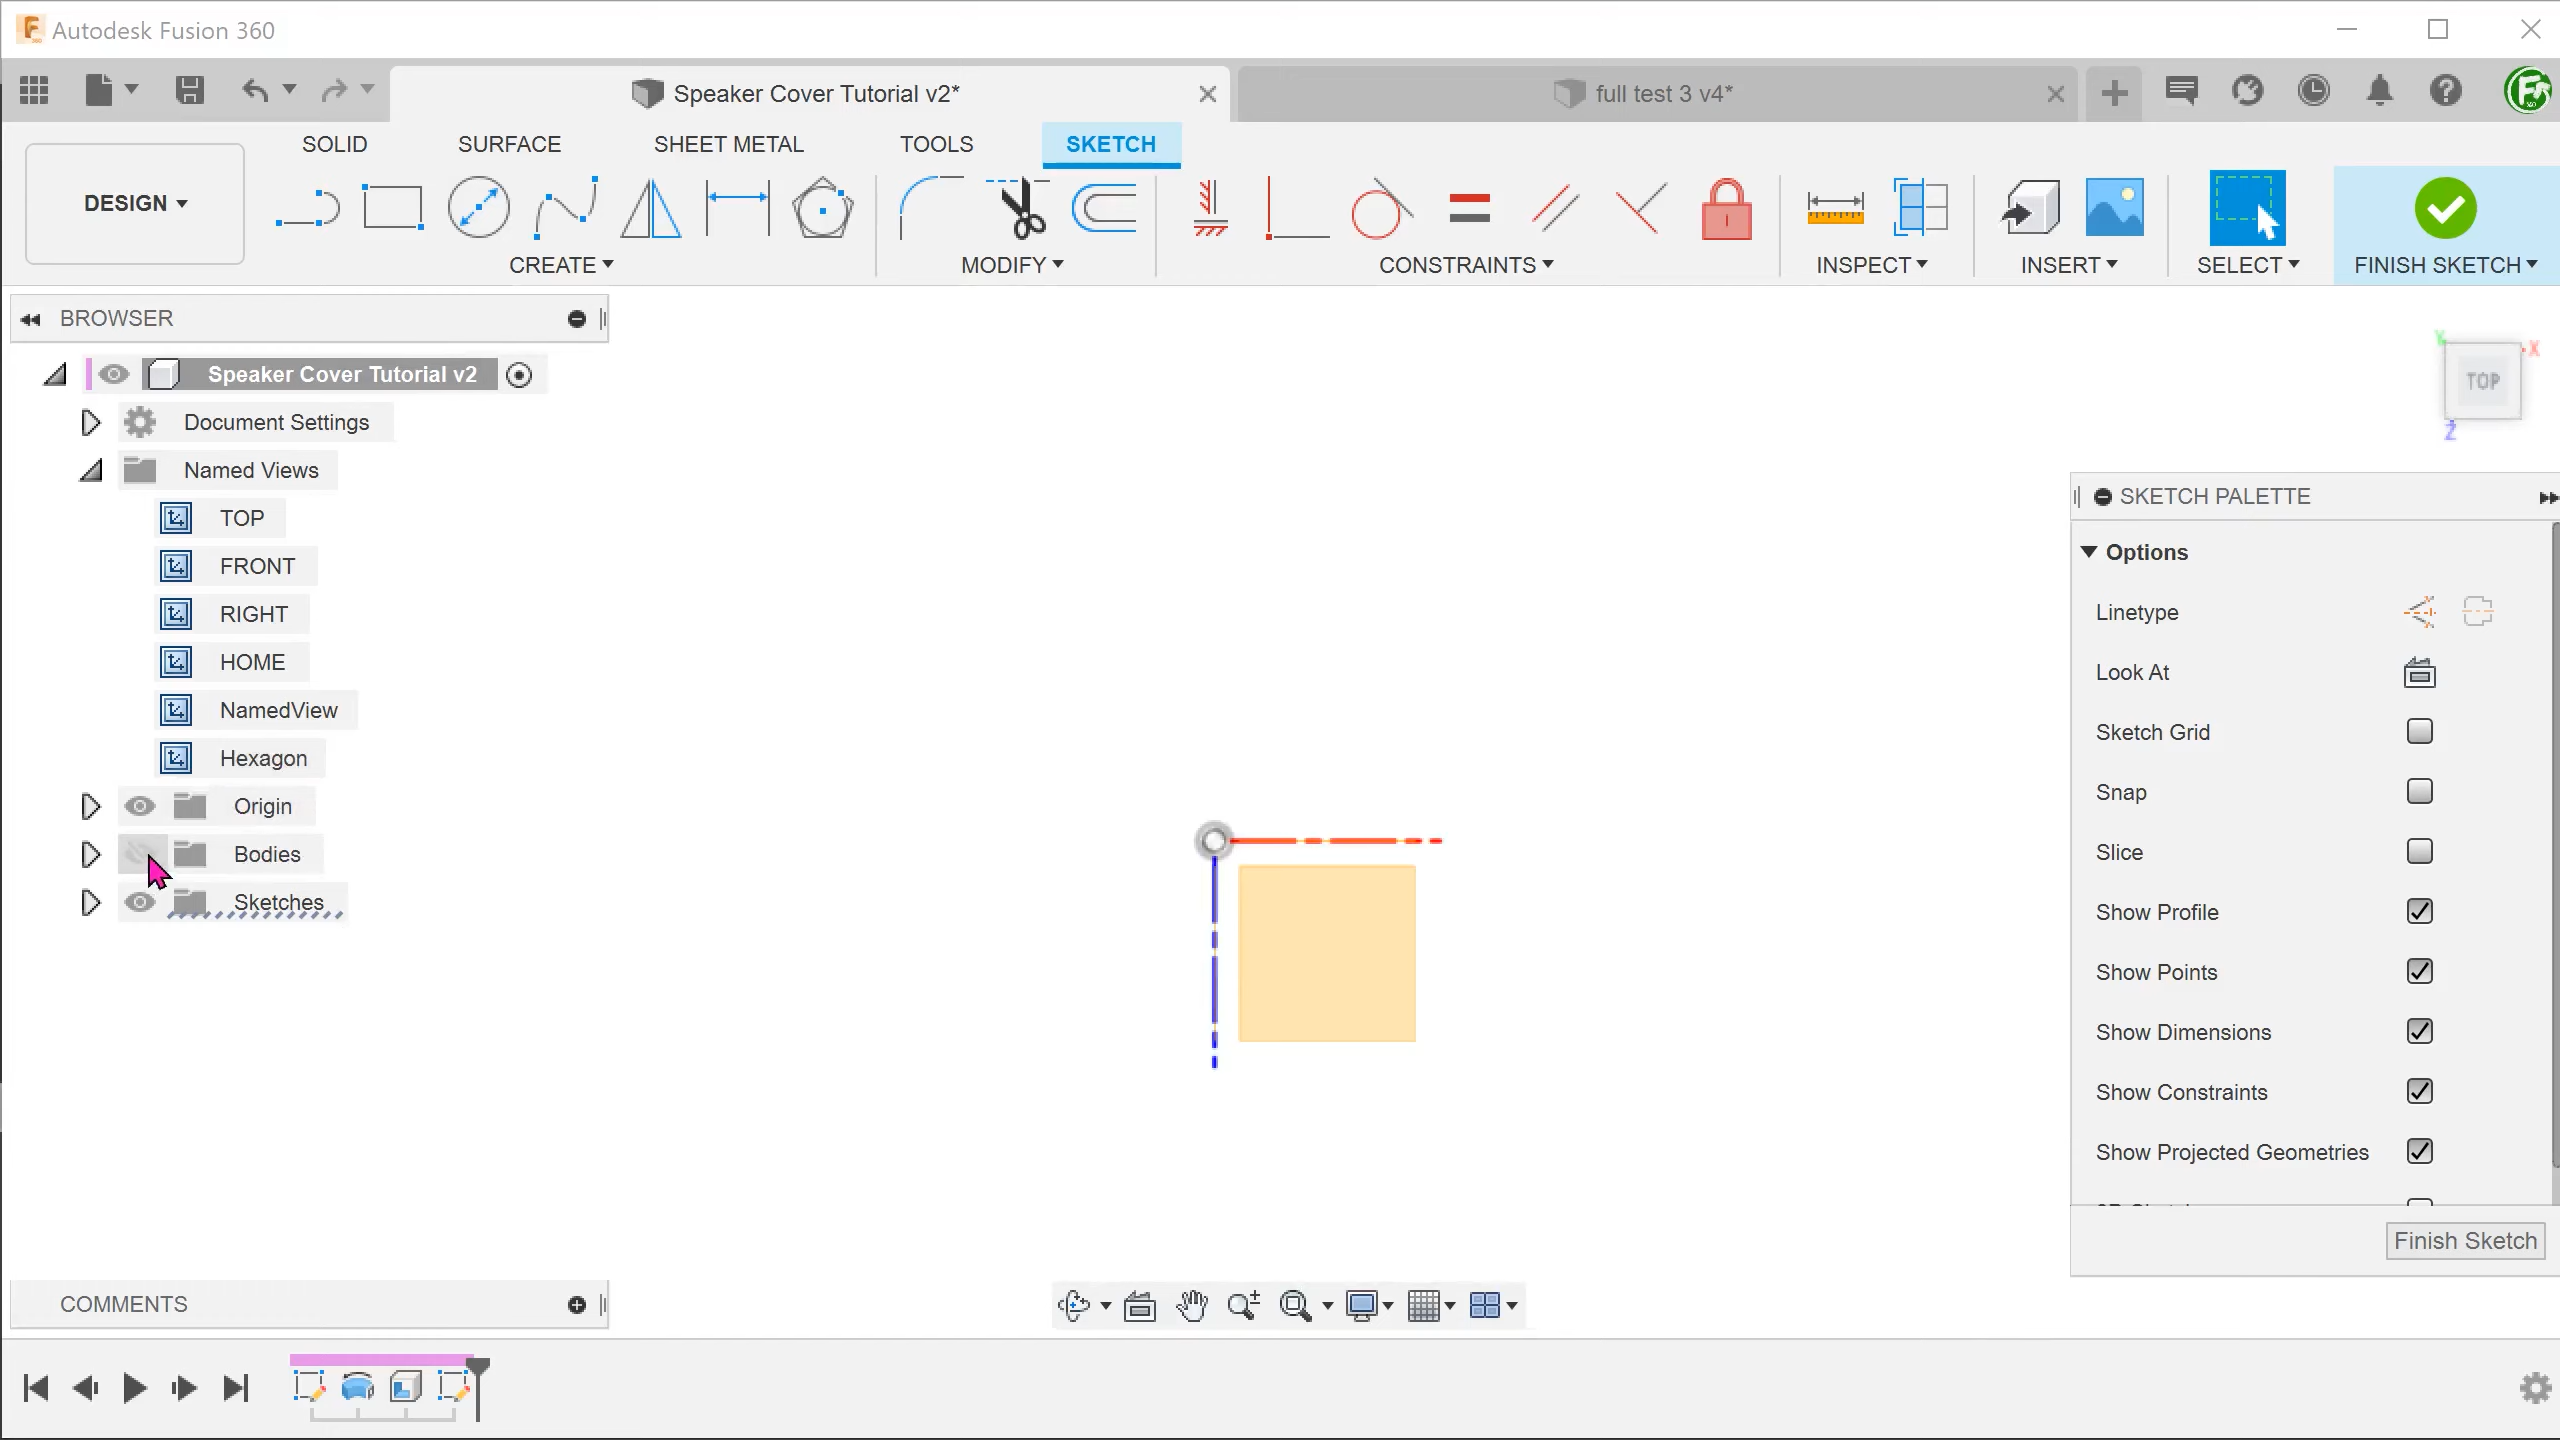 Autodesk Fusion 360
Speaker Cover Tutorial v2*
full test 3 v4*
SOLID
SURFACE
SHEET METAL
TOOLS
SKETCH
DESIGN
CREATE
MODIFY
CONSTRAINTS
INSPECT
INSERT
SELECT
FINISH SKETCH
BROWSER
Speaker Cover Tutorial v2
Document Settings
Named Views
TOP
FRONT
RIGHT
HOME
NamedView
Hexagon
Origin
Bodies
Sketches
Y
X
TOP
Z
SKETCH PALETTE
Options
Linetype
Look At
Sketch Grid
Snap
Slice
Show Profile
Show Points
Show Dimensions
Show Constraints
Show Projected Geometries
Finish Sketch
COMMENTS